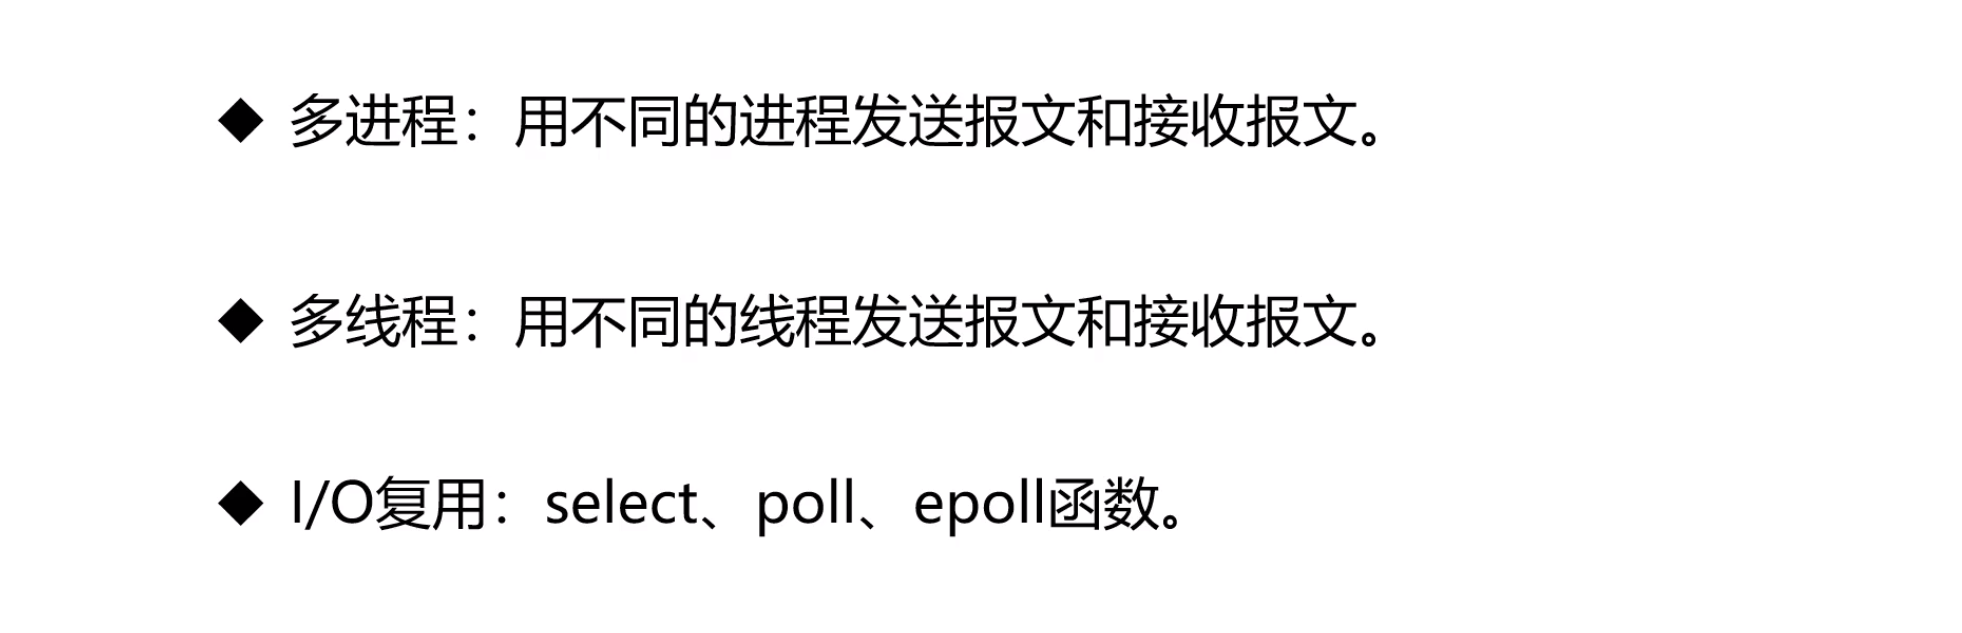 ◆ 多进程：用不同的进程发送报文和接收报文。
◆ 多线程：用不同的线程发送报文和接收报文。
◆ I/O复用：select、poll、epoll函数。